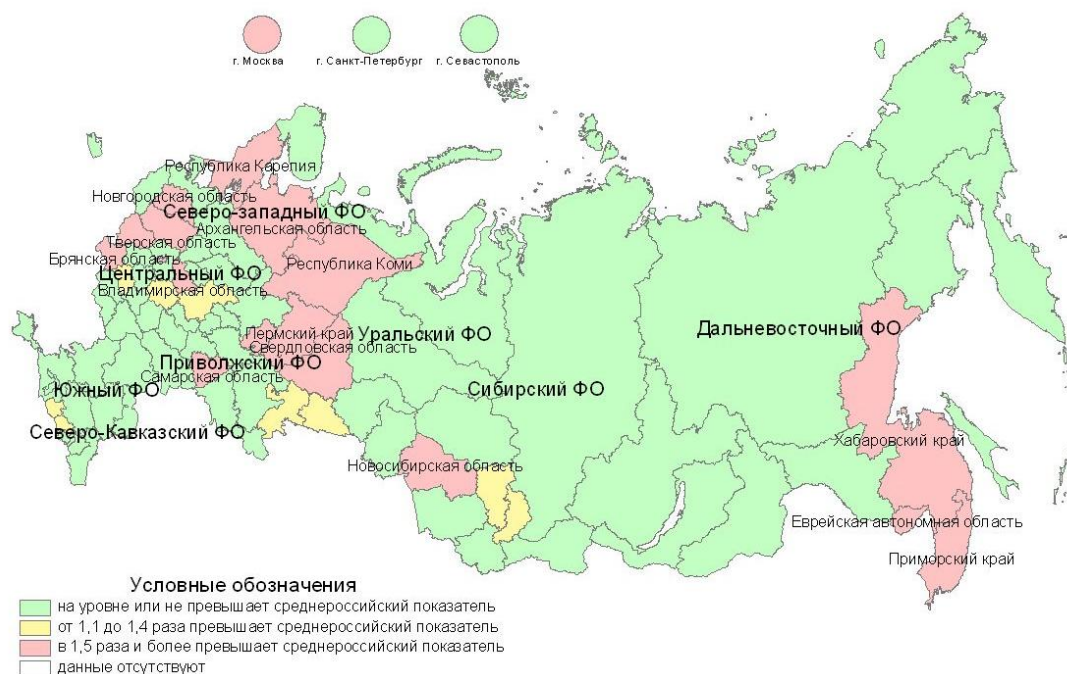 г. Москва
г. Санкт-Петербург
г. Севастополь
Республика Карелия
Новгородская область
Северо-западный ФО
Архангельская область
Тверская область
Брянская область
Центральный ФО
Республика Коми
Владимирская область
Пермский край
Уральский ФО
Дальневосточный ФО
Свердловская область
Приволжский ФО
Самарская область
Южный ФО
Сибирский ФО
Северо-Кавказский ФО
Хабаровский край
Новосибирская область
Еврейская автономная область
Приморский край
Условные обозначения
на уровне или не превышает среднероссийский показатель
от 1,1 до 1,4 раза превышает среднероссийский показатель
в 1,5 раза и более превышает среднероссийский показатель
данные отсутствуют